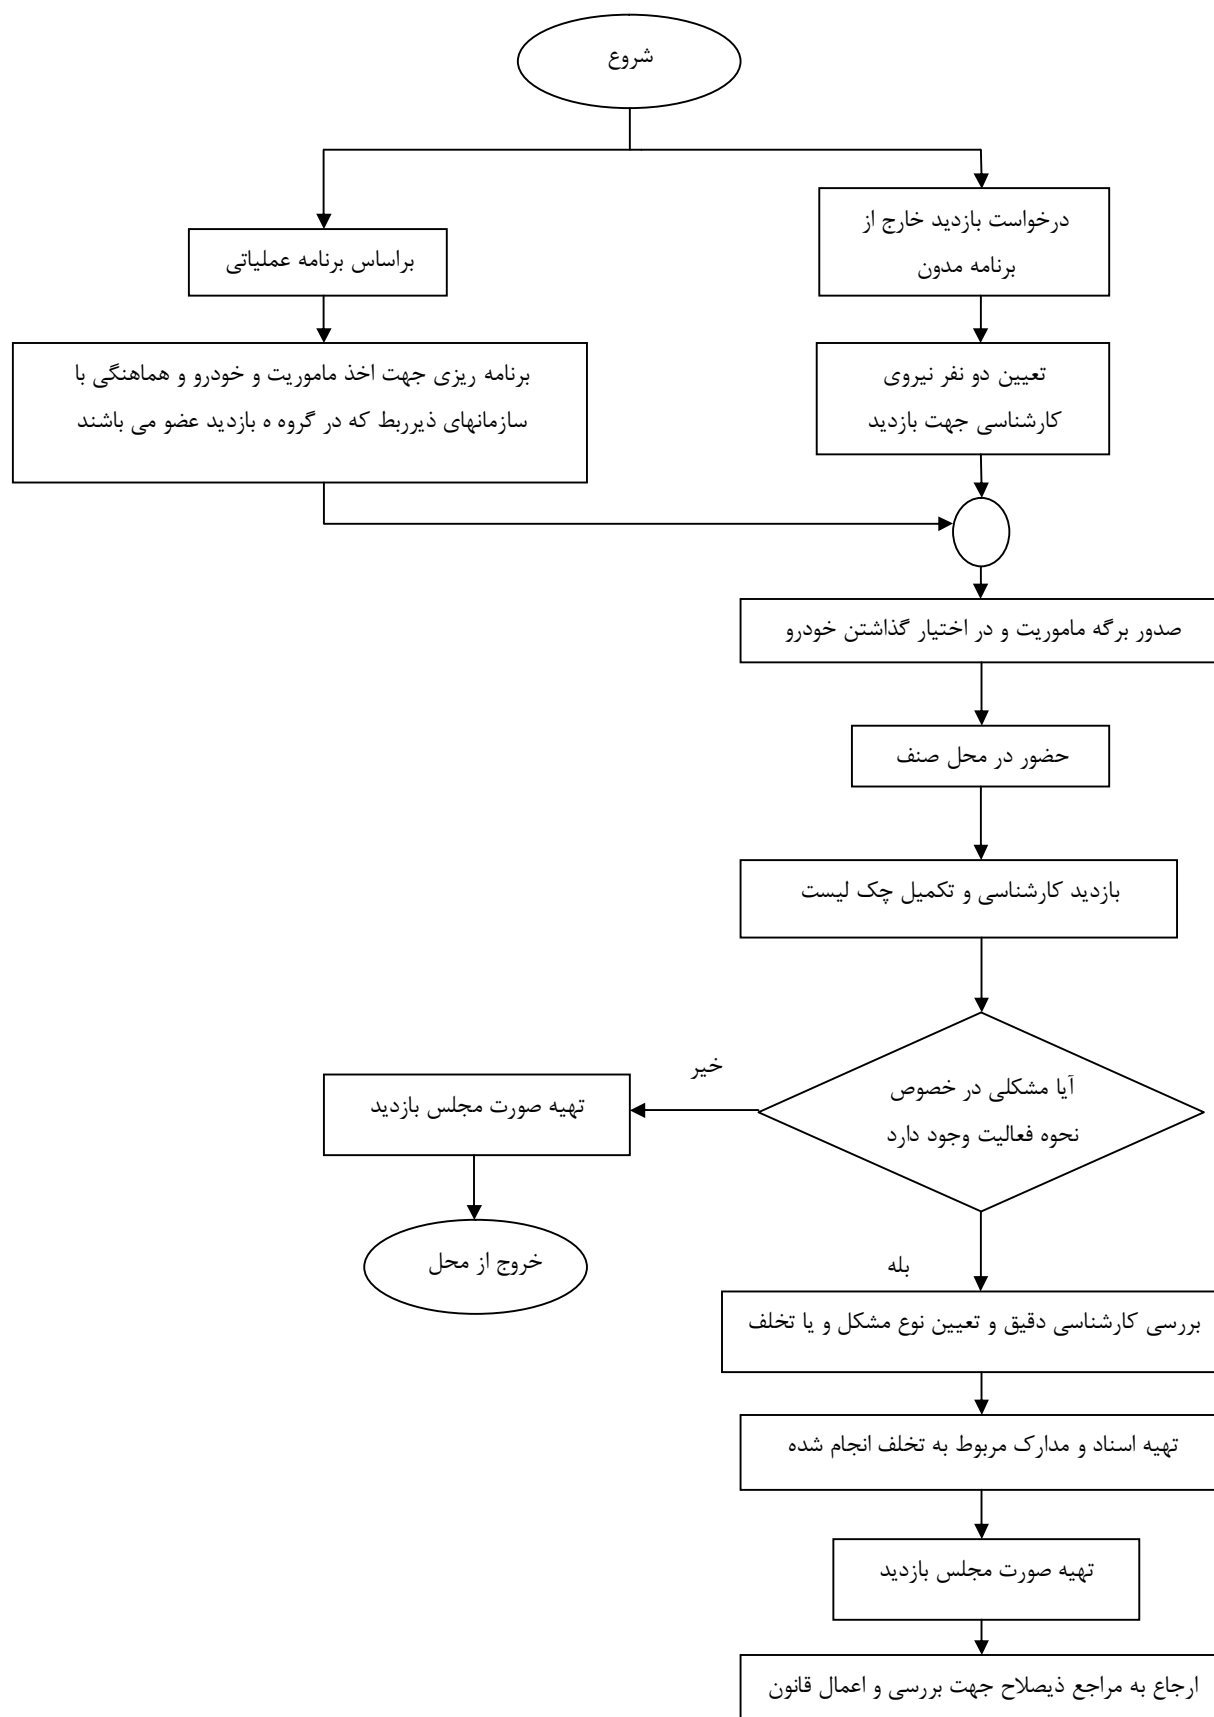 شروع
درخواست بازدید خارج از
برنامه مدون
براساس برنامه عملیاتی
برنامه ریزی جهت اخذ ماموریت و خودرو و هماهنگی با
سازمانهای ذیرربط که در گروه ه بازدید عضو می باشند
تعیین دو نفر نیروی
کارشناسی جهت بازدید
صدور برگه ماموریت و در اختیار گذاشتن خودرو
حضور در محل صنف
بازدید کارشناسی و تکمیل چک لیست
آیا مشکلی در خصوص
نحوه فعالیت وجود دارد
خیر
تهیه صورت مجلس بازدید
خروج از محل
بله
بررسی کارشناسی دقیق و تعیین نوع مشکل و یا تخلف
تهیه اسناد و مدارک مربوط به تخلف انجام شده
تهیه صورت مجلس بازدید
ارجاع به مراجع ذیصلاح جهت بررسی و اعمال قانون